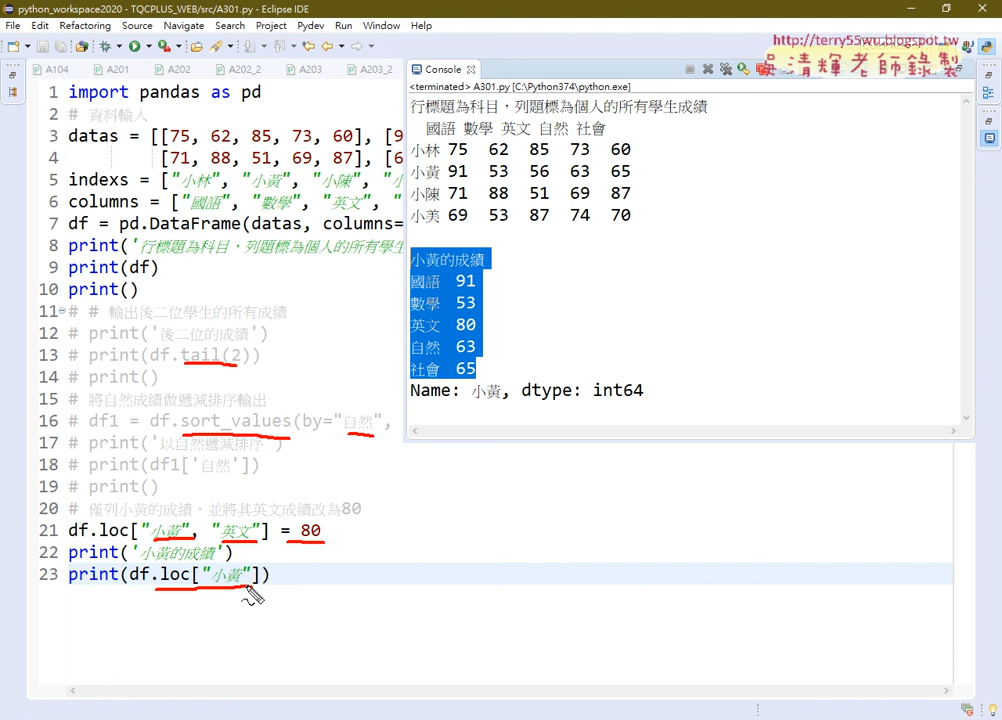 python_workspace2020 - TQCPLUS_WEB/src/A301.py - Eclipse IDE
File Edit Refactoring Source Navigate Search Project Pydev Run Window Help
http://terry55wu.blogspot.tw
吳清輝老師錄製
A104 A201 A202 A202_2 A203 A203_2
Console
<terminated> A301.py [C:\Python374\python.exe]
行標題為科目，列題標為個人的所有學生成績
國語 數學 英文 自然 社會
小林 75 62 85 73 60
小黃 91 53 56 63 65
小陳 71 88 51 69 87
小美 69 53 87 74 70
小黃的成績
國語 91
數學 53
英文 80
自然 63
社會 65
Name: 小黃, dtype: int64
1 import pandas as pd
2 # 資料輸入
3 datas = [[75, 62, 85, 73, 60], [9
4 [71, 88, 51, 69, 87], [6
5 indexs = ["小林", "小黃", "小陳", "小
6 columns = ["國語", "數學", "英文",
7 df = pd.DataFrame(datas, columns=
8 print('行標題為科目，列題標為個人的所有學生
9 print(df)
10 print()
11 # # 輸出後二位學生的所有成績
12 # print('後二位的成績')
13 # print(df.tail(2))
14 # print()
15 # 將自然成績做遞減排序輸出
16 # df1 = df.sort_values(by="自然",
17 # print('以自然遞減排序')
18 # print(df1['自然'])
19 # print()
20 # 僅列小黃的成績，並將其英文成績改為80
21 df.loc["小黃", "英文"] = 80
22 print('小黃的成績')
23 print(df.loc["小黃"])